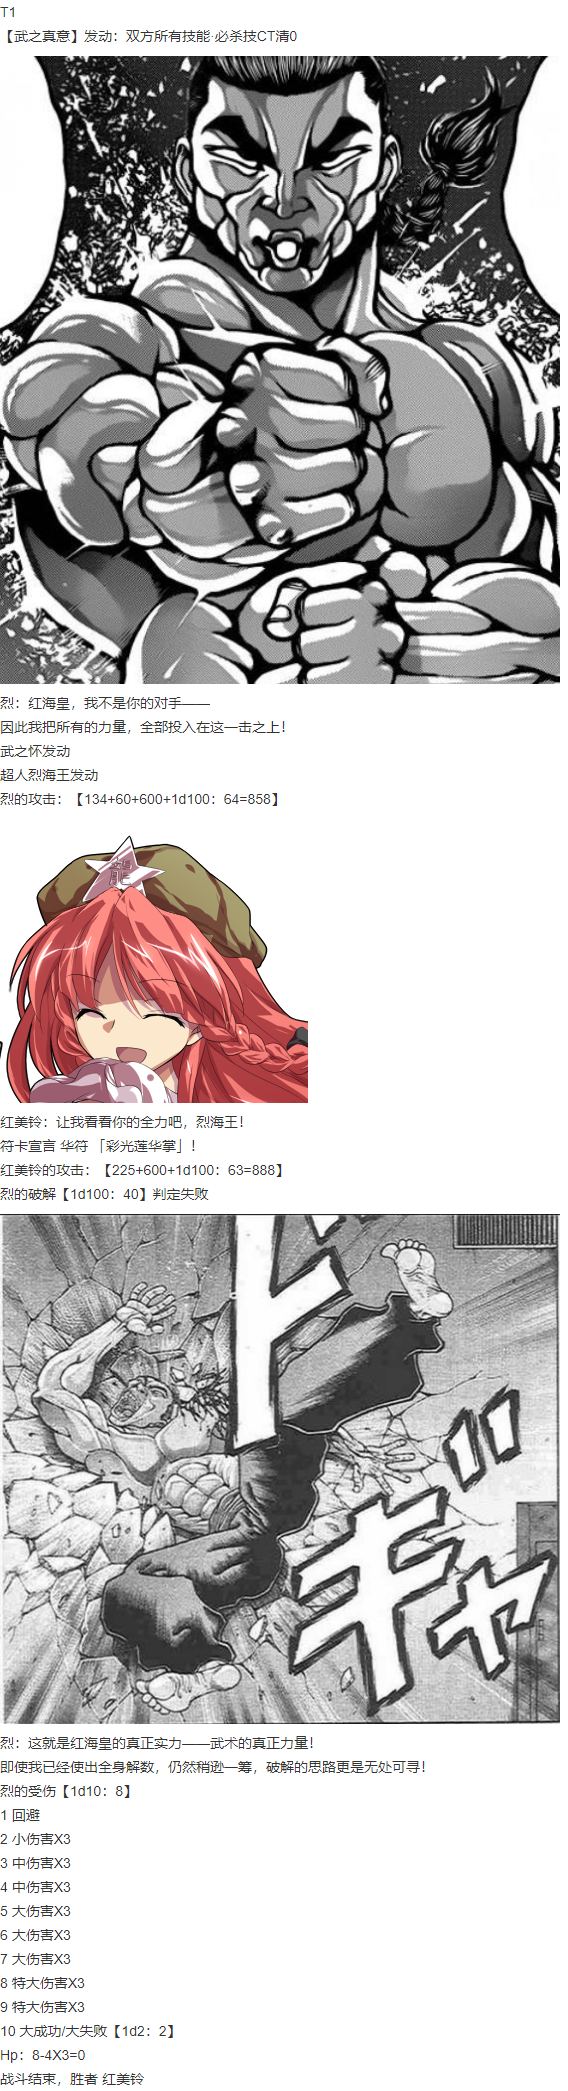 T1
【武之真意】发动：双方所有技能·必杀技CT清0
烈：红海皇，我不是你的对手——
因此我把所有的力量，全部投入在这一击之上！
武之怀发动
超人烈海王发动
烈的攻击：【134+60+600+1d100：64=858】
龍
红美铃：让我看看你的全力吧，烈海王！
符卡宣言 华符 「彩光莲华掌」！
红美铃的攻击：【225+600+1d100：63=888】
烈的破解【1d100：40】判定失败
ドギャ
烈：这就是红海皇的真正实力——武术的真正力量！
即使我已经使出全身解数，仍然稍逊一筹，破解的思路更是无处可寻！
烈的受伤【1d10：8】
1 回避
2 小伤害X3
3 中伤害X3
4 中伤害X3
5 大伤害X3
6 大伤害X3
7 大伤害X3
8 特大伤害X3
9 特大伤害X3
10 大成功/大失败【1d2：2】
Hp：8-4X3=0
战斗结束，胜者 红美铃